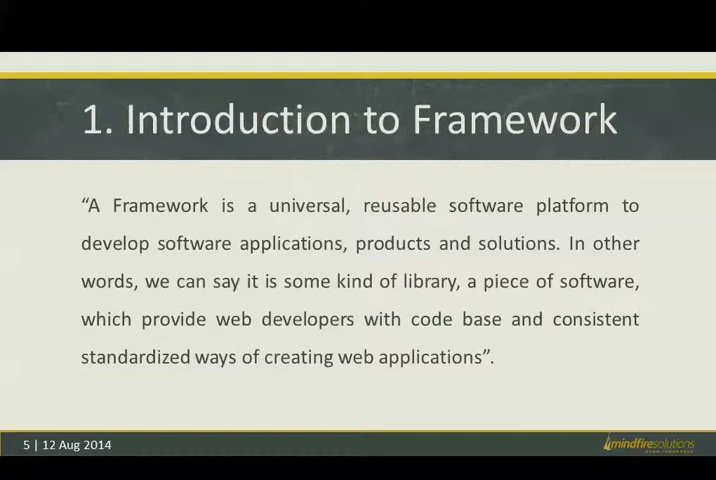 1. Introduction to Framework
“A Framework is a universal, reusable software platform to
develop software applications, products and solutions. In other
words, we can say it is some kind of library, a piece of software,
which provide web developers with code base and consistent
standardized ways of creating web applications”.
5 | 12 Aug 2014
mindfiresolutions